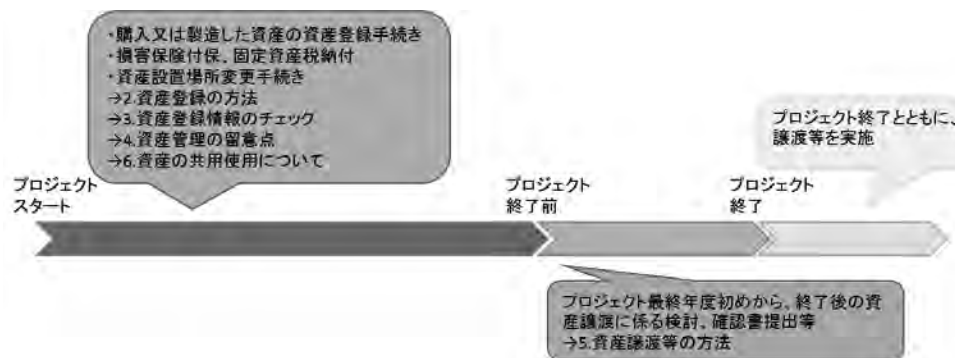 ・購入又は製造した資産の資産登録手続き
・損害保険付保、固定資産税納付
・資産設置場所変更手続き
→2.資産登録の方法
→3.資産登録情報のチェック
→4.資産管理の留意点
→6.資産の共用使用について
プロジェクト終了とともに、
譲渡等を実施
プロジェクト
スタート
プロジェクト
終了前
プロジェクト
終了
プロジェクト最終年度初めから、終了後の資
産譲渡に係る検討、確認書提出等
→5.資産譲渡等の方法